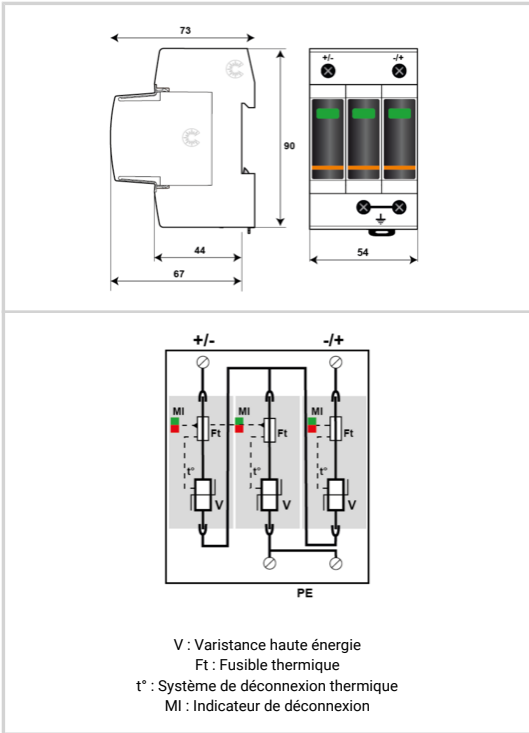 73
+/- -/+
90
44
67
54
+/- -/+
MI MI MI
Ft Ft Ft
t° t° t°
V V V
PE
V : Varistance haute énergie
Ft : Fusible thermique
t° : Système de déconnexion thermique
MI : Indicateur de déconnexion